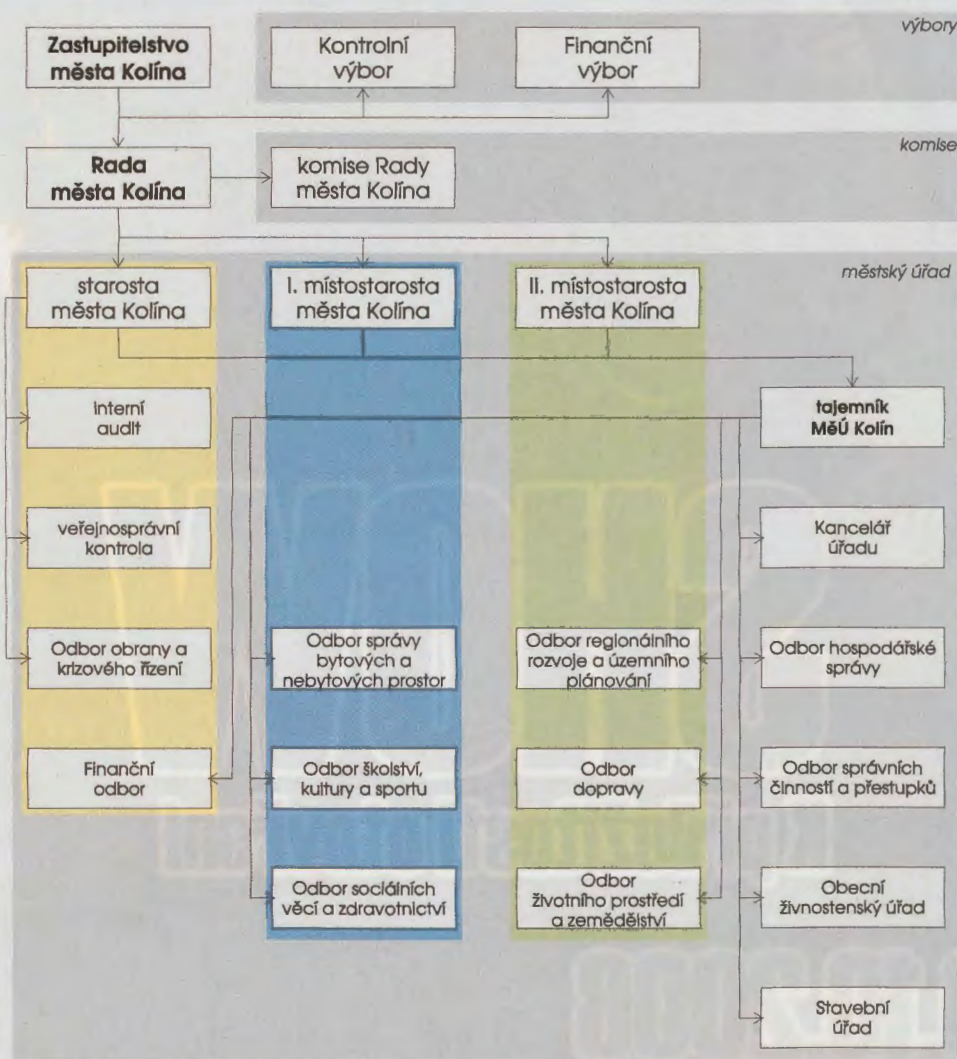 výbory
Zastupitelstvo
města Kolína
Kontrolní
výbor
Finanční
výbor
komise
Rada
města Kolína
komise Rady
města Kolína
městský úřad
starosta
města Kolína
I. místostarosta
města Kolína
II. místostarosta
města Kolína
interní
audit
tajemník
MěÚ Kolín
veřejnosprávní
kontrola
Kancelář
úřadu
Odbor obrany a
krizového řízení
Odbor správy
bytových a
nebytových prostor
Odbor regionálního
rozvoje a územního
plánování
Odbor hospodářské
správy
Finanční
odbor
Odbor školství,
kultury a sportu
Odbor
dopravy
Odbor správních
činností a přestupků
Odbor sociálních
věcí a zdravotnictví
Odbor
životního prostředí
a zemědělství
Obecní
živnostenský úřad
Stavební
úřad